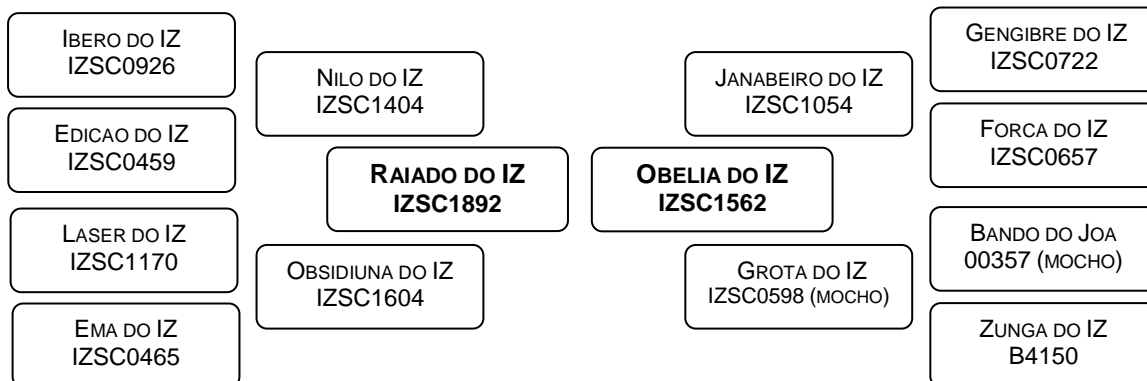 IBERO DO IZ
IZSC0926
EDICAO DO IZ
IZSC0459
LASER DO IZ
IZSC1170
EMA DO IZ
IZSC0465
NILO DO IZ
IZSC1404
OBSIDIUNA DO IZ
IZSC1604
RAIADO DO IZ
IZSC1892
OBELIA DO IZ
IZSC1562
JANABEIRO DO IZ
IZSC1054
GROTA DO IZ
IZSC0598 (MOCHO)
GENGIBRE DO IZ
IZSC0722
FORCA DO IZ
IZSC0657
BANDO DO JOA
00357 (MOCHO)
ZUNGA DO IZ
B4150